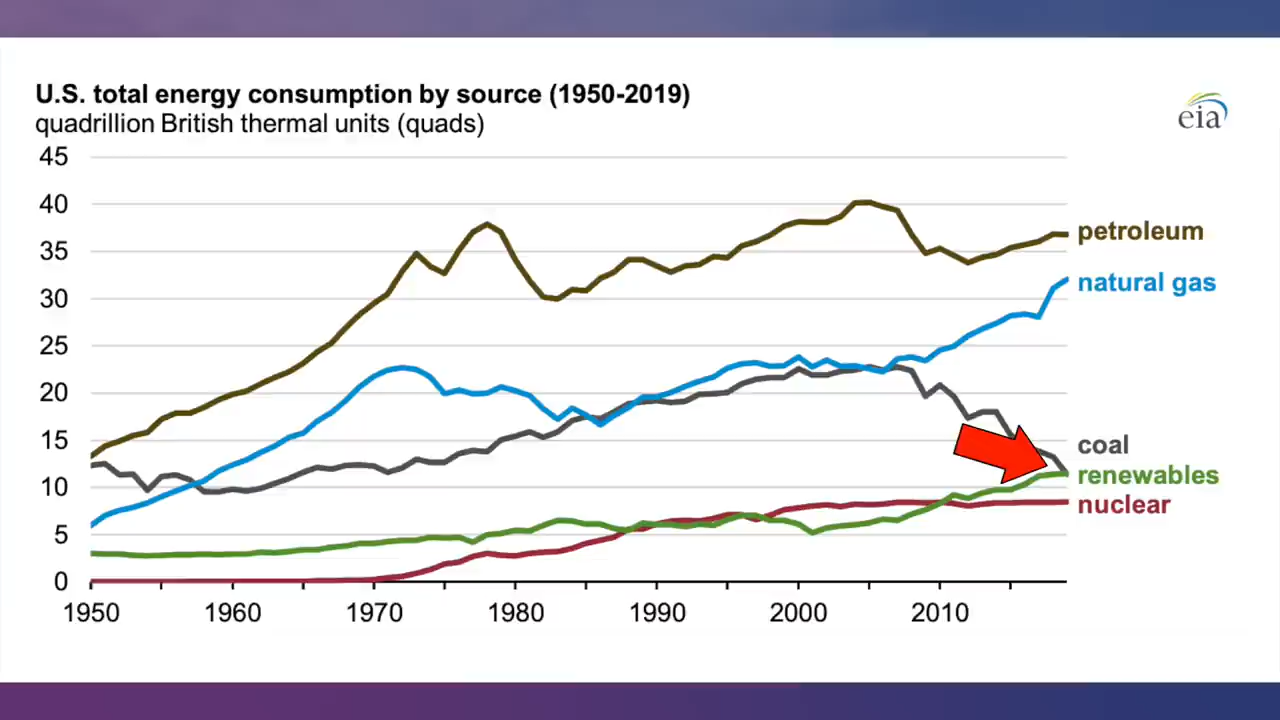 U.S. total energy consumption by source (1950-2019)
quadrillion British thermal units (quads)
eia
45
40
35
30
25
20
15
10
5
0
petroleum
natural gas
coal
renewables
nuclear
1950 1960 1970 1980 1990 2000 2010